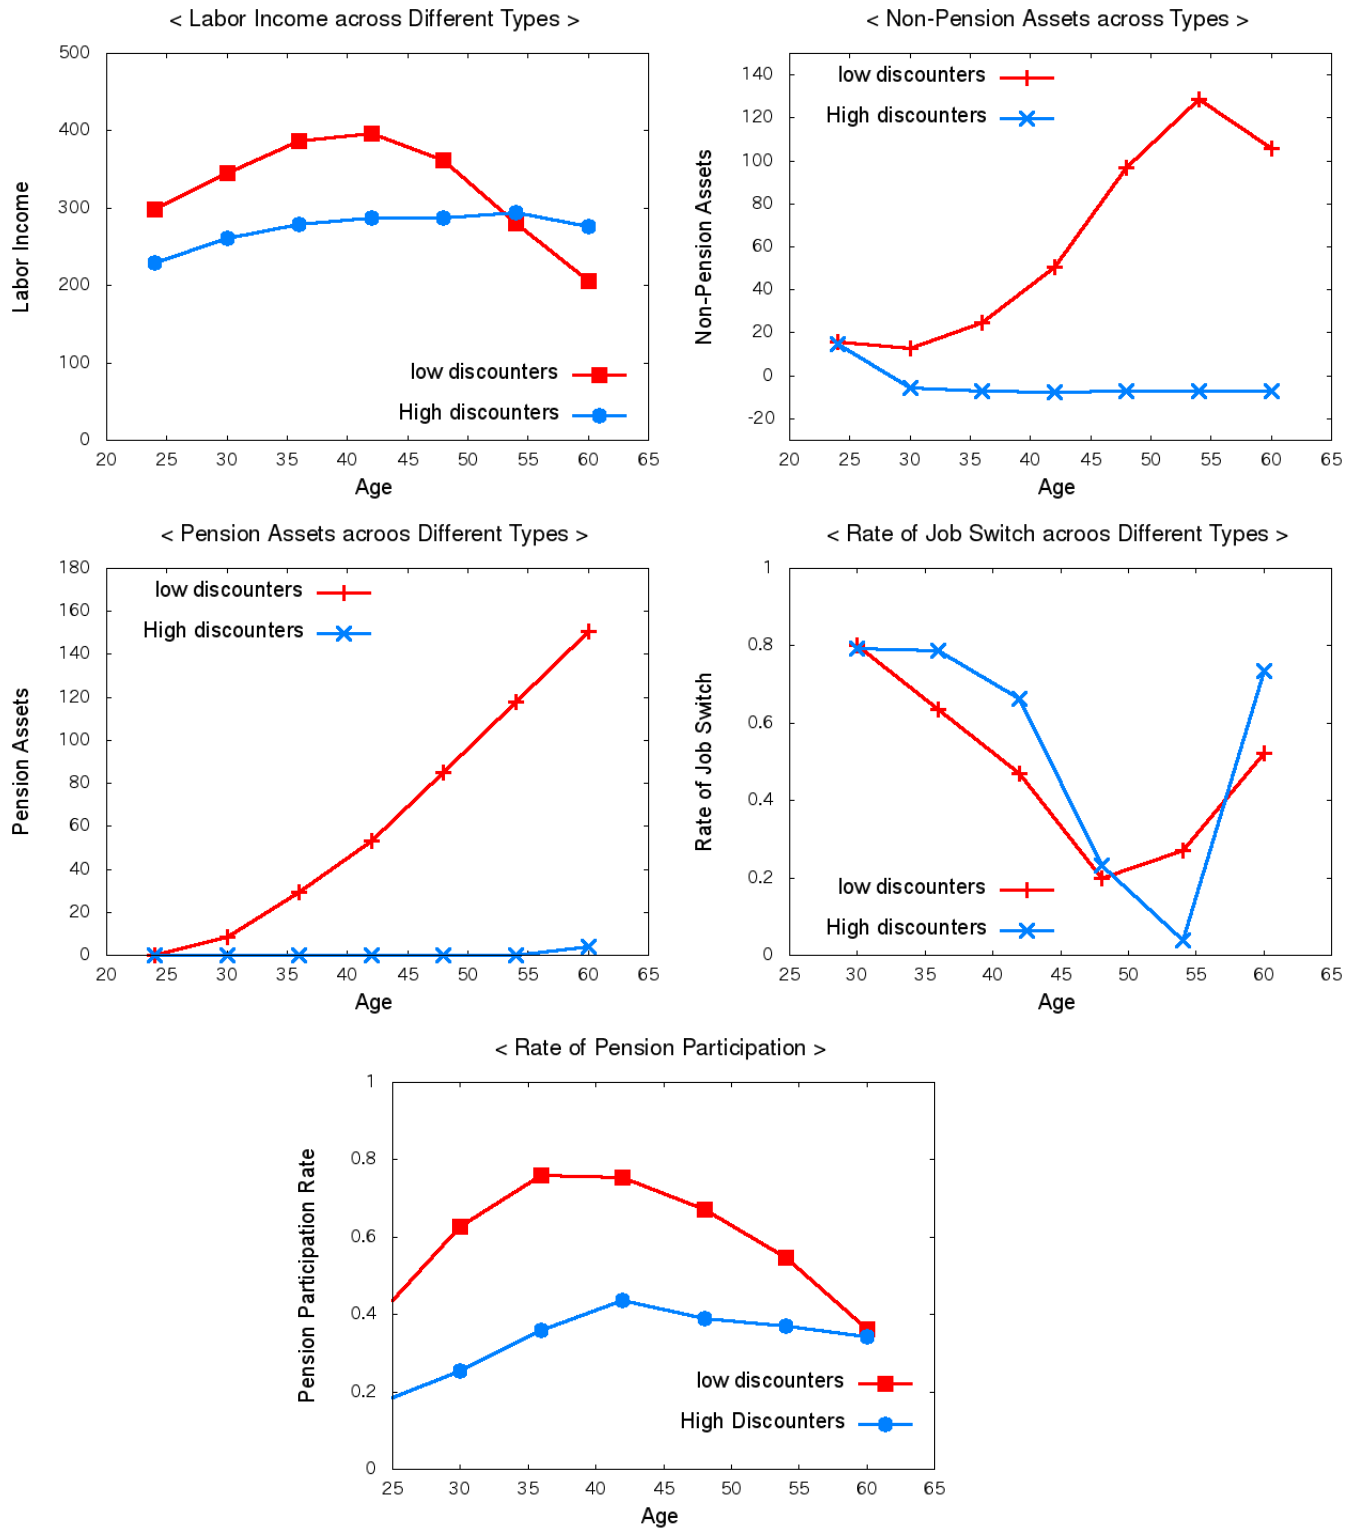 < Labor Income across Different Types >
500
400
300
200
100
0
Labor Income
low discounters
High discounters
20 25 30 35 40 45 50 55 60 65
Age
< Non-Pension Assets across Types >
140
120
100
80
60
40
20
0
-20
Non-Pension Assets
low discounters
High discounters
20 25 30 35 40 45 50 55 60 65
Age
< Pension Assets acroos Different Types >
180
160
140
120
100
80
60
40
20
0
Pension Assets
low discounters
High discounters
20 25 30 35 40 45 50 55 60 65
Age
< Rate of Job Switch acroos Different Types >
1
0.8
0.6
0.4
0.2
0
Rate of Job Switch
low discounters
High discounters
25 30 35 40 45 50 55 60 65
Age
< Rate of Pension Participation >
1
0.8
0.6
0.4
0.2
0
Pension Participation Rate
low discounters
High Discounters
25 30 35 40 45 50 55 60 65
Age